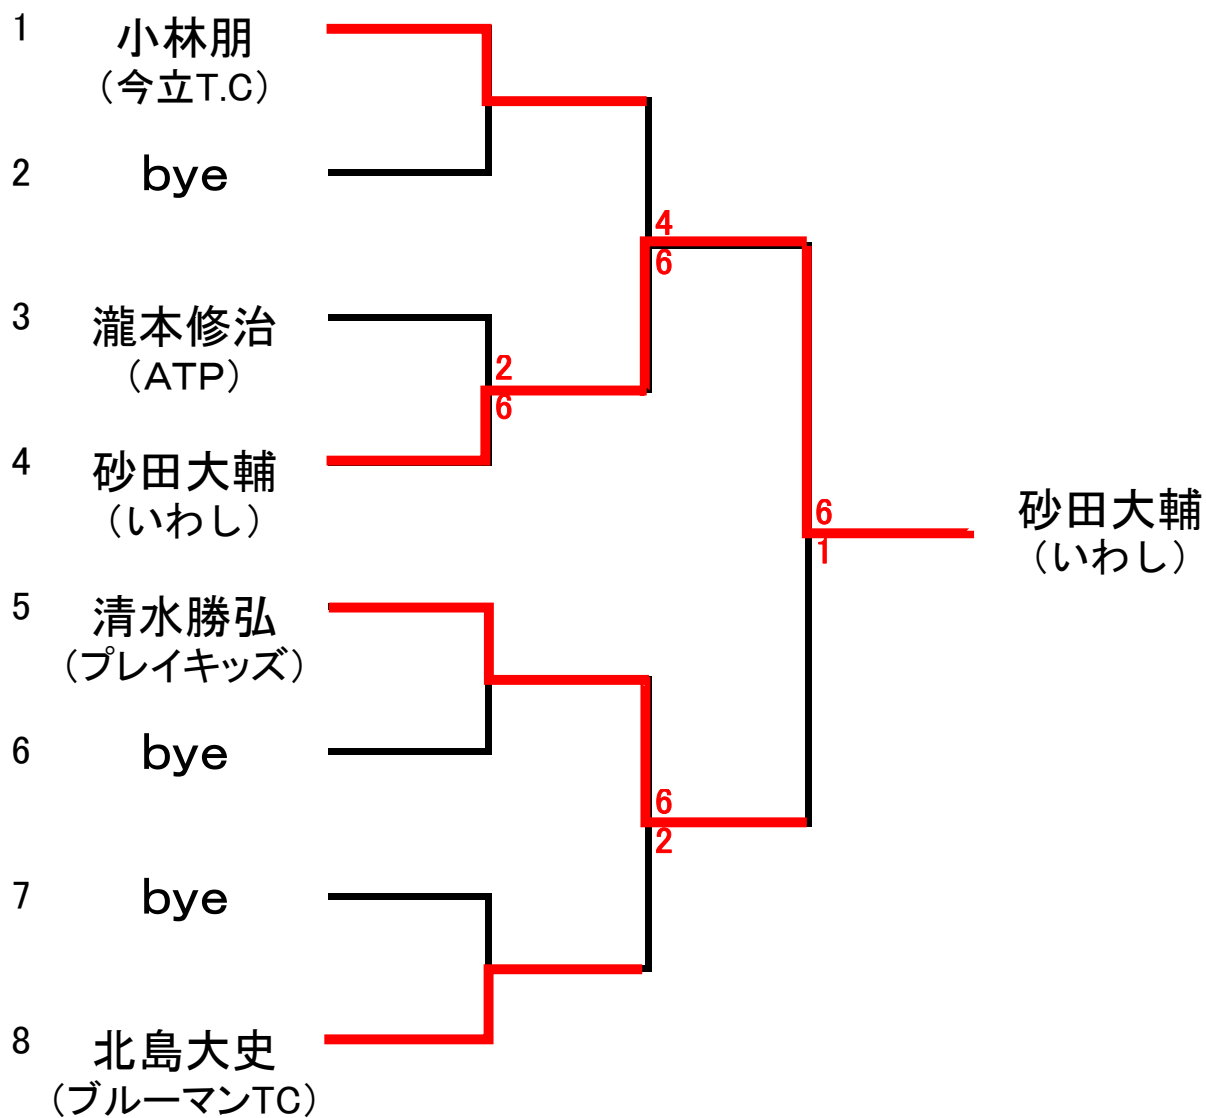 1
小林朋
（今立T.C）
2
bye
4
6
3
瀧本修治
（ATP）
2
6
4
砂田大輔
（いわし）
6
1
砂田大輔
（いわし）
5
清水勝弘
（プレイキッズ）
6
bye
6
2
7
bye
8
北島大史
（ブルーマンTC）